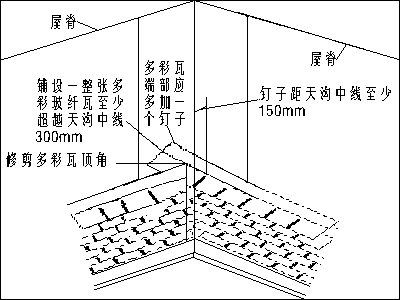 屋脊
屋脊
铺设一整张多
彩玻纤瓦至少
超越天沟中线
300mm
多彩瓦
端部应
多加一
个钉子
钉子距天沟中线至少
150mm
修剪多彩瓦顶角